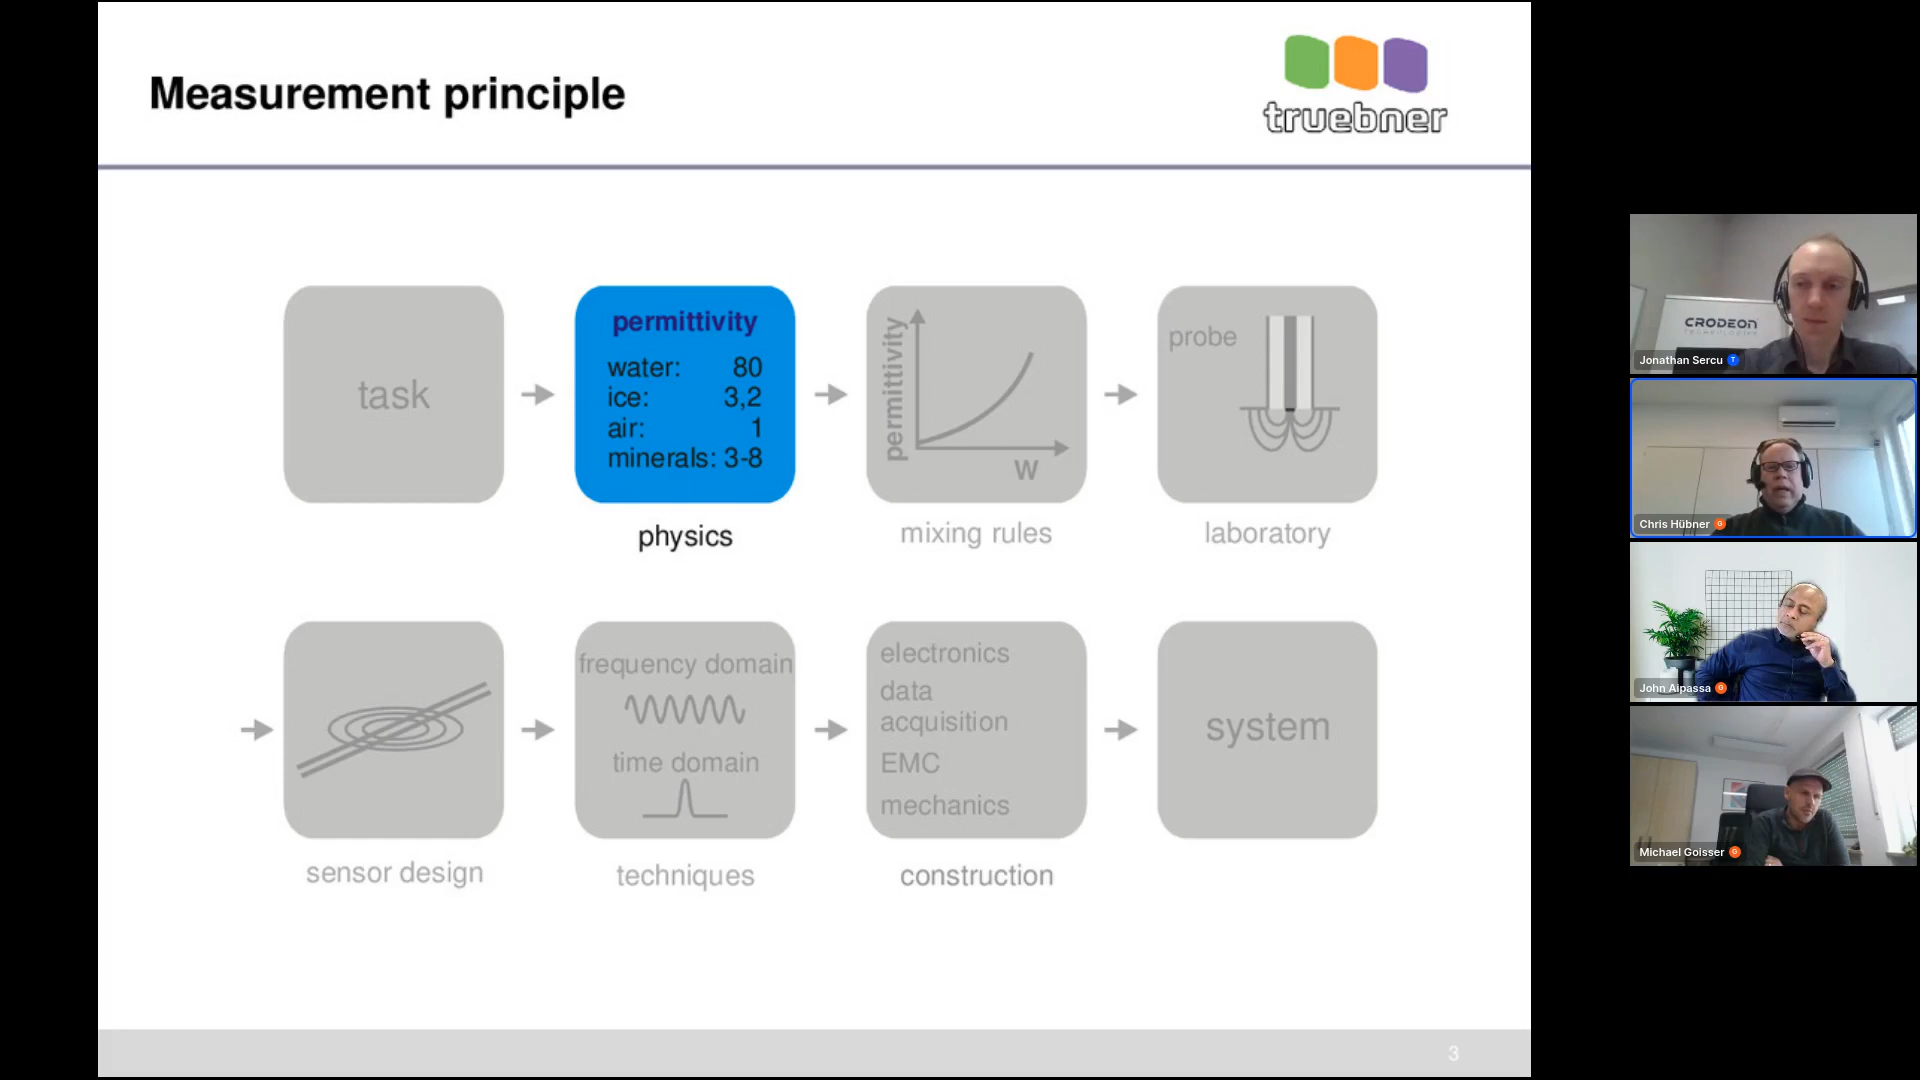 Measurement principle
truebner
task
permittivity
water: 80
ice: 3,2
air: 1
minerals: 3-8
physics
permittivity
W
mixing rules
probe
laboratory
sensor design
frequency domain
time domain
techniques
electronics
data
acquisition
EMC
mechanics
construction
system
3
CRODEON
TECHNOLOGIES
Jonathan Sercu T
Chris Hübner G
John Aipassa G
Michael Goisser G